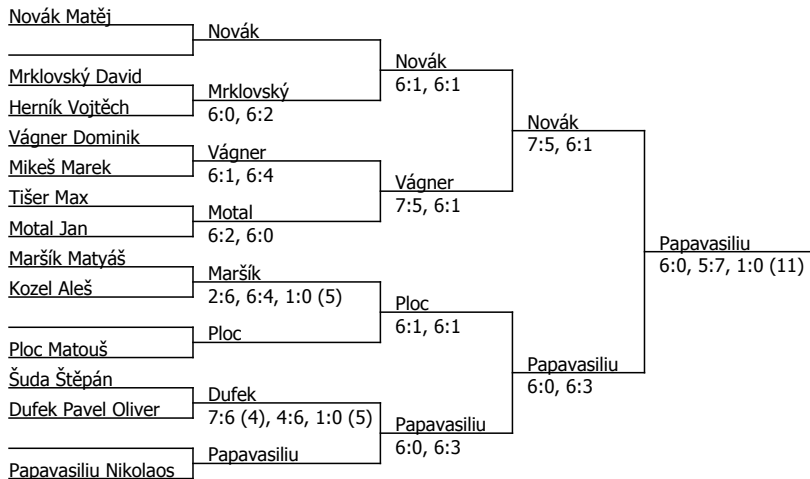 Novák Matěj
Novák
Novák
6:1, 6:1
Mrklovský David
Mrklovský
6:0, 6:2
Herník Vojtěch
Novák
7:5, 6:1
Vágner Dominik
Vágner
6:1, 6:4
Mikeš Marek
Vágner
7:5, 6:1
Tišer Max
Motal
6:2, 6:0
Motal Jan
Papavasiliu
6:0, 5:7, 1:0 (11)
Maršík Matyáš
Maršík
2:6, 6:4, 1:0 (5)
Kozel Aleš
Ploc
6:1, 6:1
Ploc
Ploc Matouš
Papavasiliu
6:0, 6:3
Šuda Štěpán
Dufek
7:6 (4), 4:6, 1:0 (5)
Dufek Pavel Oliver
Papavasiliu
6:0, 6:3
Papavasiliu
Papavasiliu Nikolaos